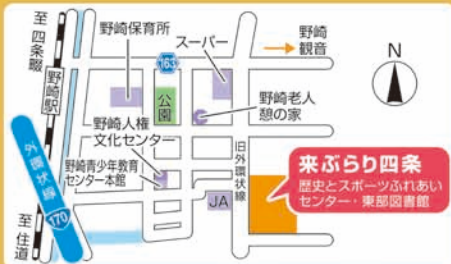 至四条畷
野崎保育所
スーパー
野崎
観音
N
163
野崎駅
公園
野崎老人
憩の家
野崎人権
文化センター
外環状線
170
野崎青少年教育
センター本館
旧外環状線
JA
来ぶらり四条
歴史とスポーツふれあい
センター・東部図書館
至住道